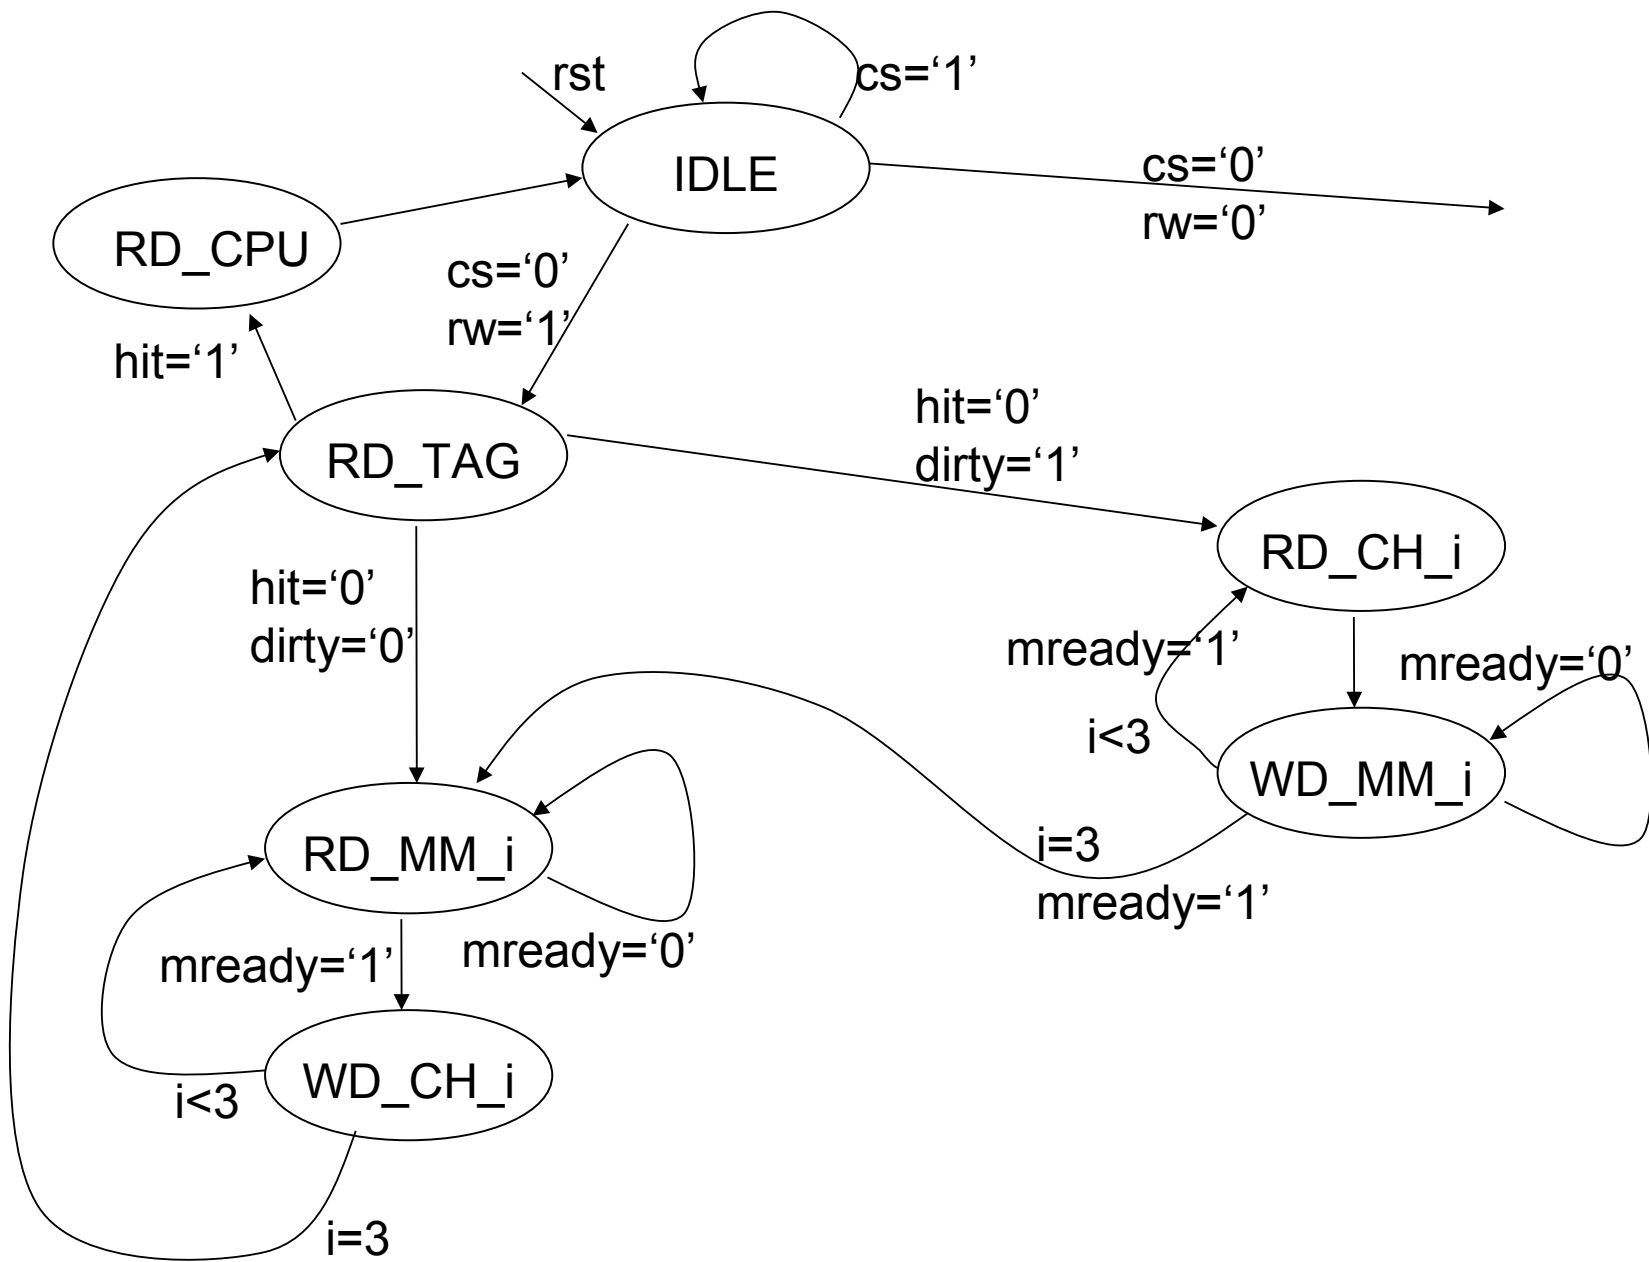 rst
cs=‘1’
IDLE
cs=‘0’
rw=‘0’
RD_CPU
cs=‘0’
rw=‘1’
hit=‘1’
hit=‘0’
dirty=‘1’
RD_TAG
RD_CH_i
hit=‘0’
dirty=‘0’
mready=‘1’
mready=‘0’
i<3
WD_MM_i
RD_MM_i
i=3
mready=‘1’
mready=‘1’
mready=‘0’
WD_CH_i
i<3
i=3